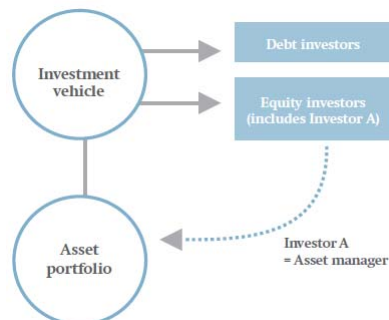 Investment
vehicle
Debt investors
Equity investors
(includes Investor A)
Asset
portfolio
Investor A
= Asset manager